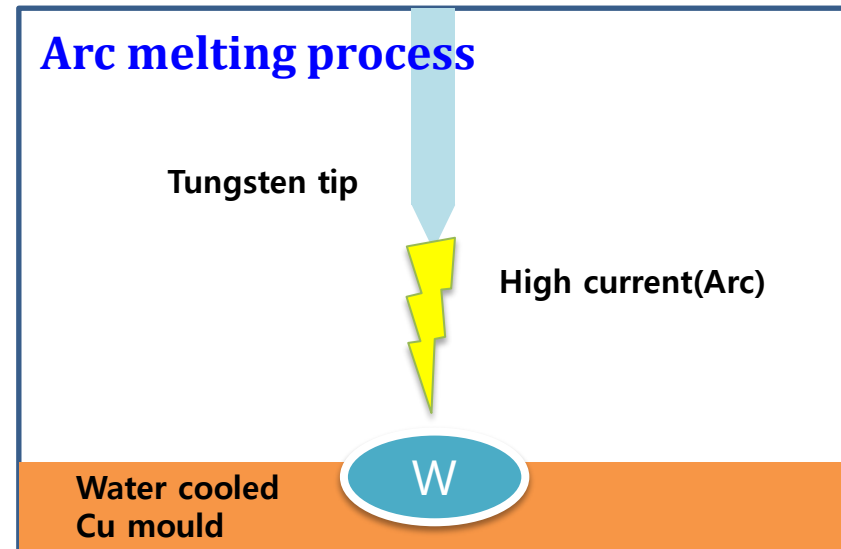 Arc melting process
Tungsten tip
High current(Arc)
W
Water cooled
Cu mould